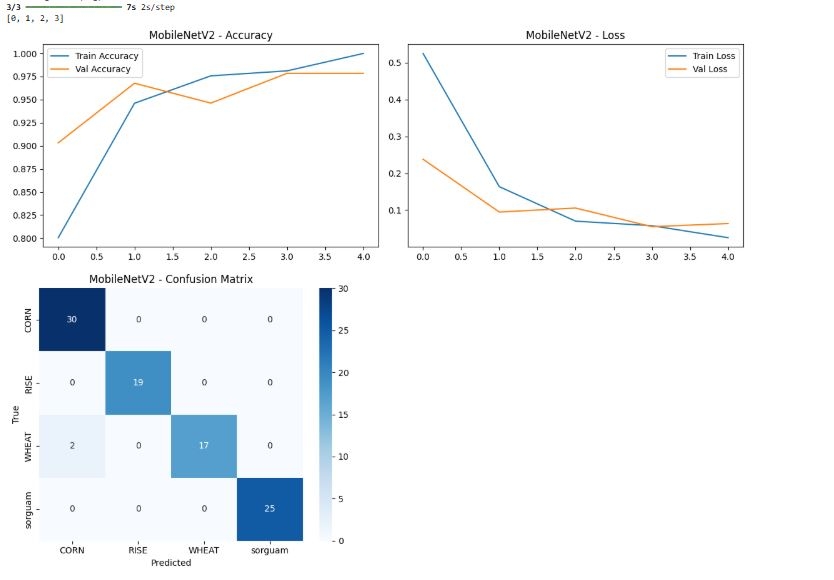 3/3 ━━━━━━━━━━━━━━━━━━━━ 7s 2s/step
[0, 1, 2, 3]
MobileNetV2 - Accuracy
Train Accuracy
Val Accuracy
1.000
0.975
0.950
0.925
0.900
0.875
0.850
0.825
0.800
0.0 0.5 1.0 1.5 2.0 2.5 3.0 3.5 4.0
MobileNetV2 - Loss
Train Loss
Val Loss
0.5
0.4
0.3
0.2
0.1
0.0 0.5 1.0 1.5 2.0 2.5 3.0 3.5 4.0
MobileNetV2 - Confusion Matrix
True
CORN 30 0 0 0
RISE 0 19 0 0
WHEAT 2 0 17 0
sorguam 0 0 0 25
CORN RISE WHEAT sorguam
Predicted
30
25
20
15
10
5
0